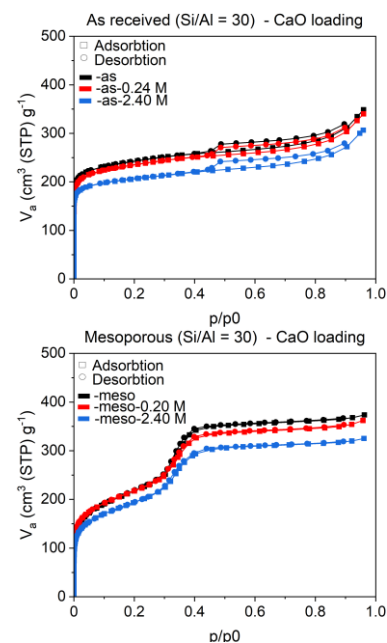 As received (Si/Al = 30) - CaO loading
500
Adsorbtion
Desorbtion
-as
-as-0.24 M
-as-2.40 M
400
300
200
100
0
Va (cm3 (STP) g-1)
0 0.2 0.4 0.6 0.8 1.0
p/p0
Mesoporous (Si/Al = 30) - CaO loading
500
Adsorbtion
Desorbtion
-meso
-meso-0.20 M
-meso-2.40 M
400
300
200
100
0
Va (cm3 (STP) g-1)
0 0.2 0.4 0.6 0.8 1.0
p/p0